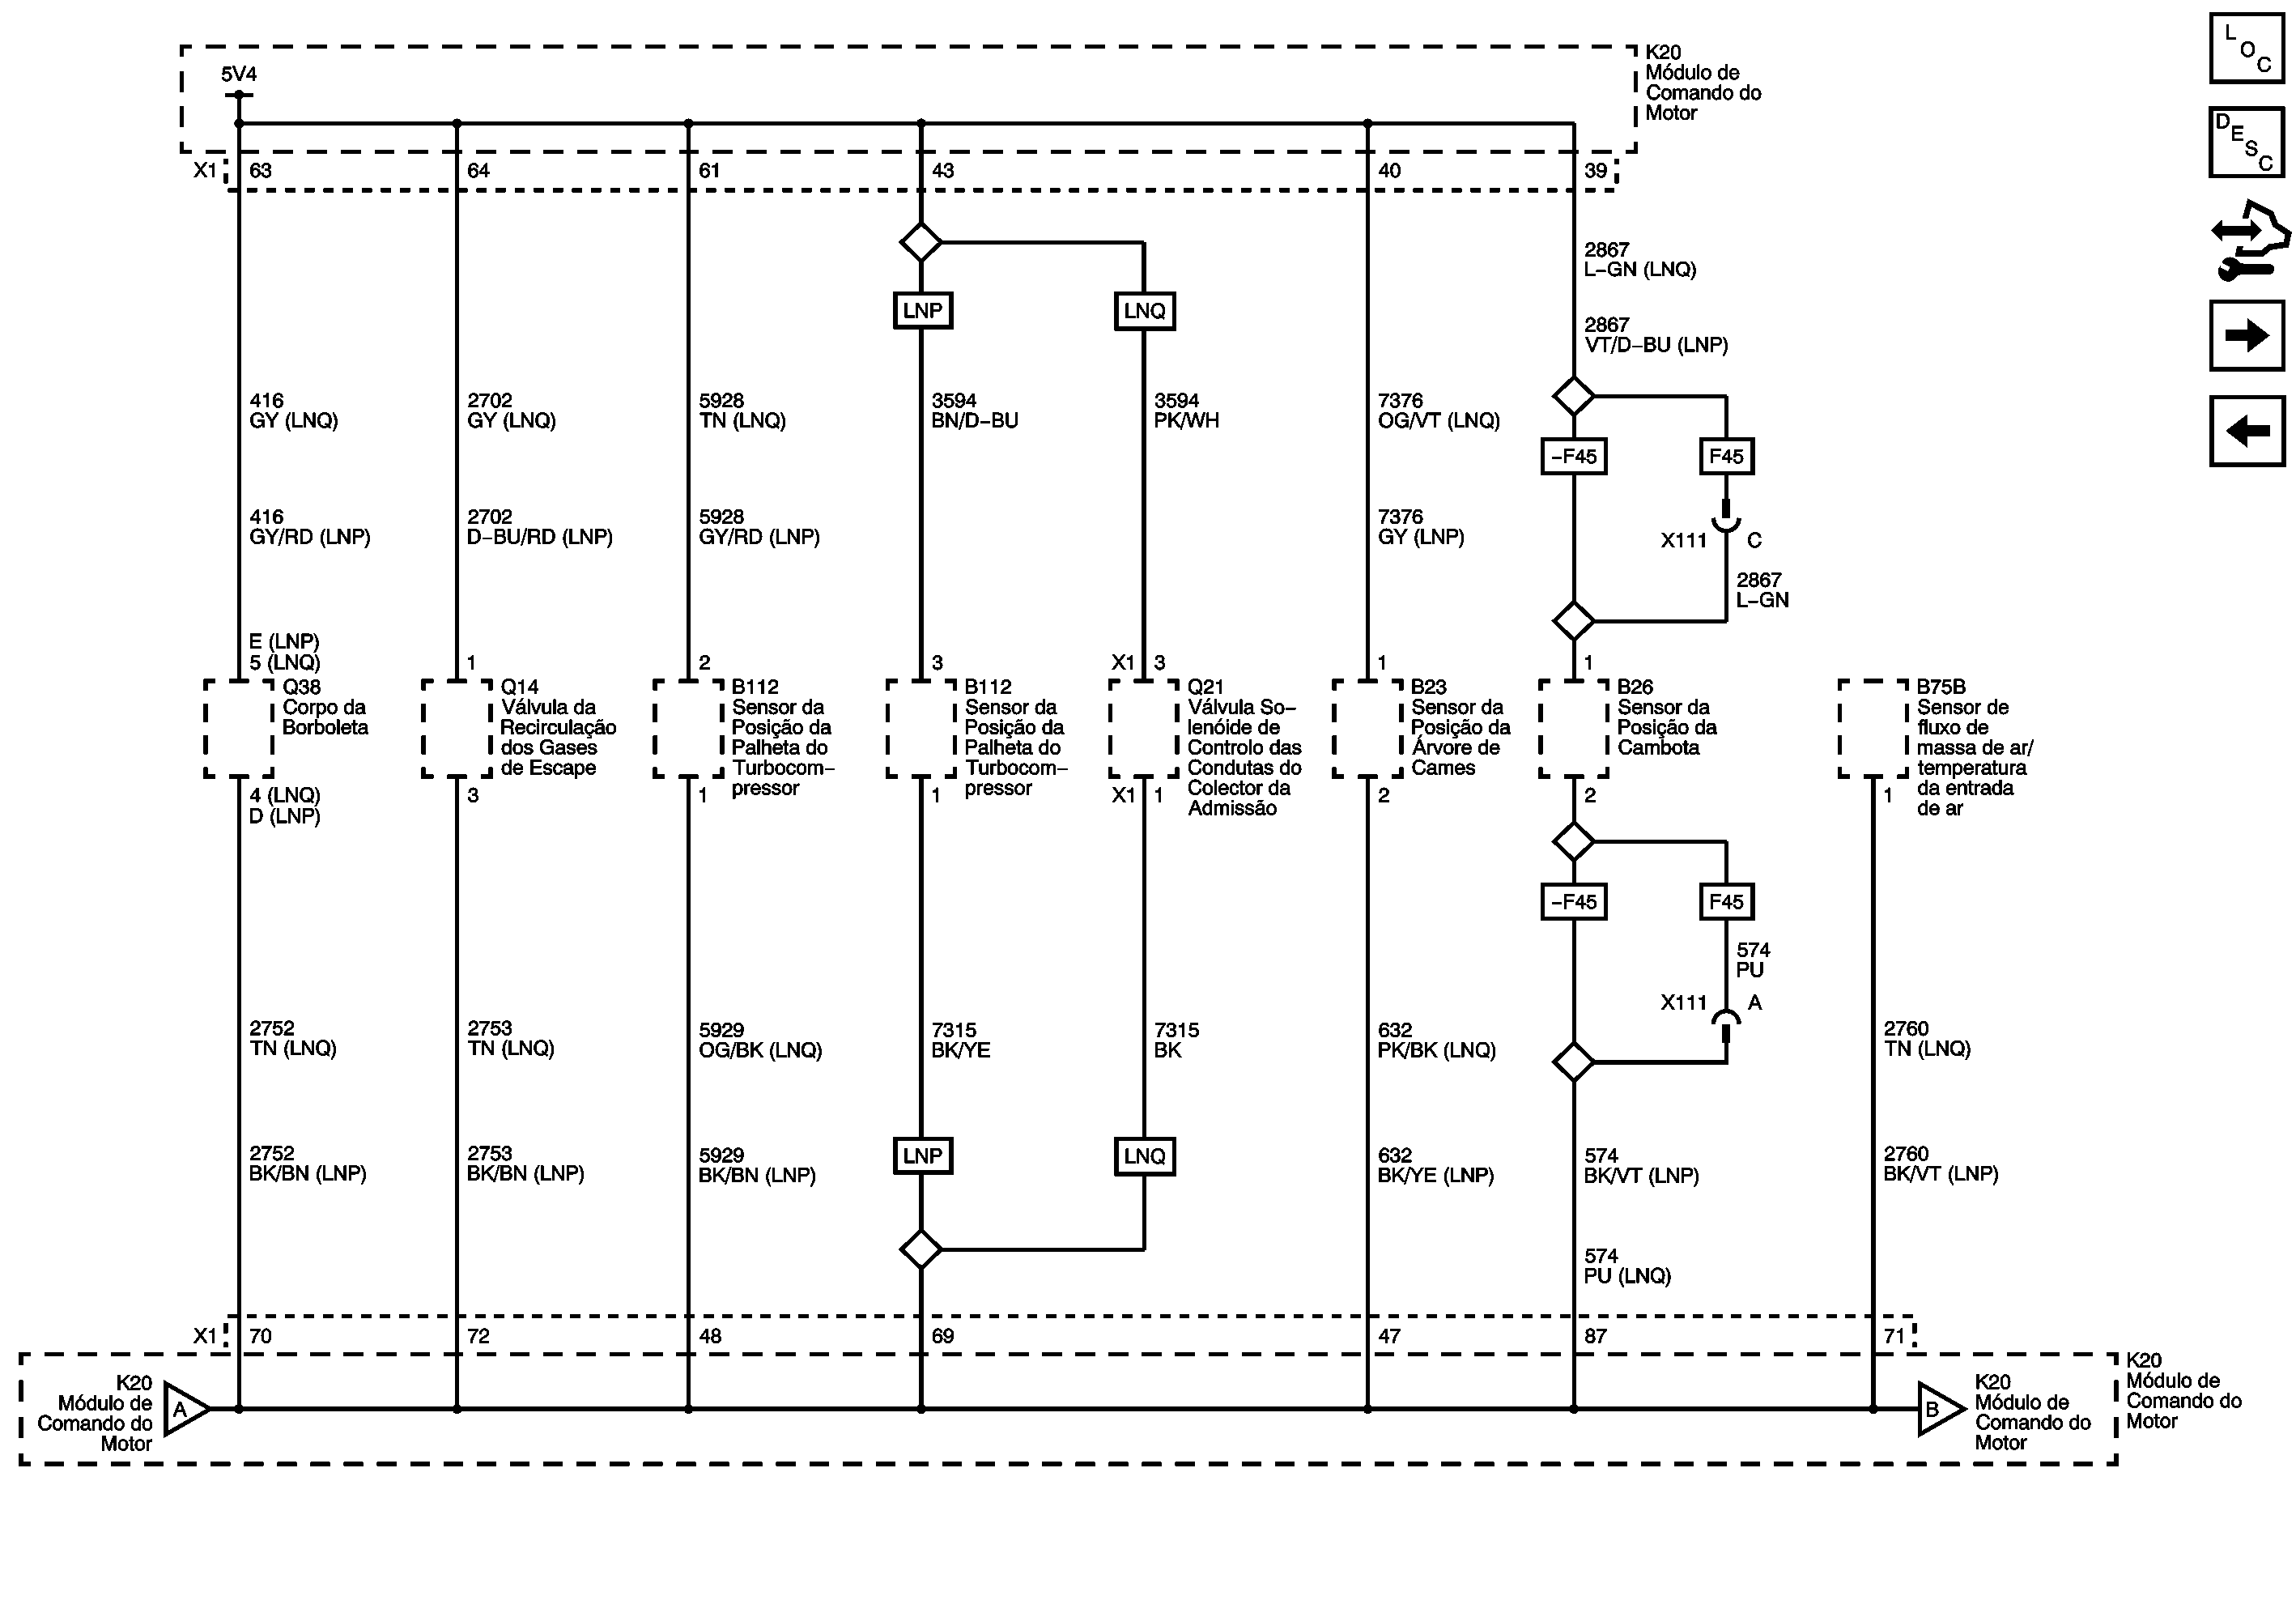 5V4
K20
Módulo de
Comando do
Motor
X1
63
64
61
43
40
39
L
O
C
D
E
S
C
2867
L-GN (LNQ)
2867
VT/D-BU (LNP)
LNP
LNQ
416
GY (LNQ)
2702
GY (LNQ)
5928
TN (LNQ)
3594
BN/D-BU
3594
PK/WH
7376
OG/VT (LNQ)
-F45
F45
416
GY/RD (LNP)
2702
D-BU/RD (LNP)
5928
GY/RD (LNP)
7376
GY (LNP)
X111
C
2867
L-GN
E (LNP)
5 (LNQ)
1
2
3
X1
3
1
1
Q38
Corpo da
Borboleta
Q14
Válvula da
Recirculação
dos Gases
de Escape
B112
Sensor da
Posição da
Palheta do
Turbocom-
pressor
B112
Sensor da
Posição da
Palheta do
Turbocom-
pressor
Q21
Válvula So-
lenóide de
Controlo das
Condutas do
Colector da
Admissão
B23
Sensor da
Posição da
Árvore de
Cames
B26
Sensor da
Posição da
Cambota
B75B
Sensor de
fluxo de
massa de ar/
temperatura
da entrada
de ar
4 (LNQ)
D (LNP)
3
1
1
X1
1
2
2
1
-F45
F45
574
PU
X111
A
2752
TN (LNQ)
2753
TN (LNQ)
5929
OG/BK (LNQ)
7315
BK/YE
7315
BK
632
PK/BK (LNQ)
2760
TN (LNQ)
LNP
LNQ
2752
BK/BN (LNP)
2753
BK/BN (LNP)
5929
BK/BN (LNP)
632
BK/YE (LNP)
574
BK/VT (LNP)
2760
BK/VT (LNP)
574
PU (LNQ)
X1
70
72
48
69
47
87
71
K20
Módulo de
Comando do
Motor
A
B
K20
Módulo de
Comando do
Motor
K20
Módulo de
Comando do
Motor